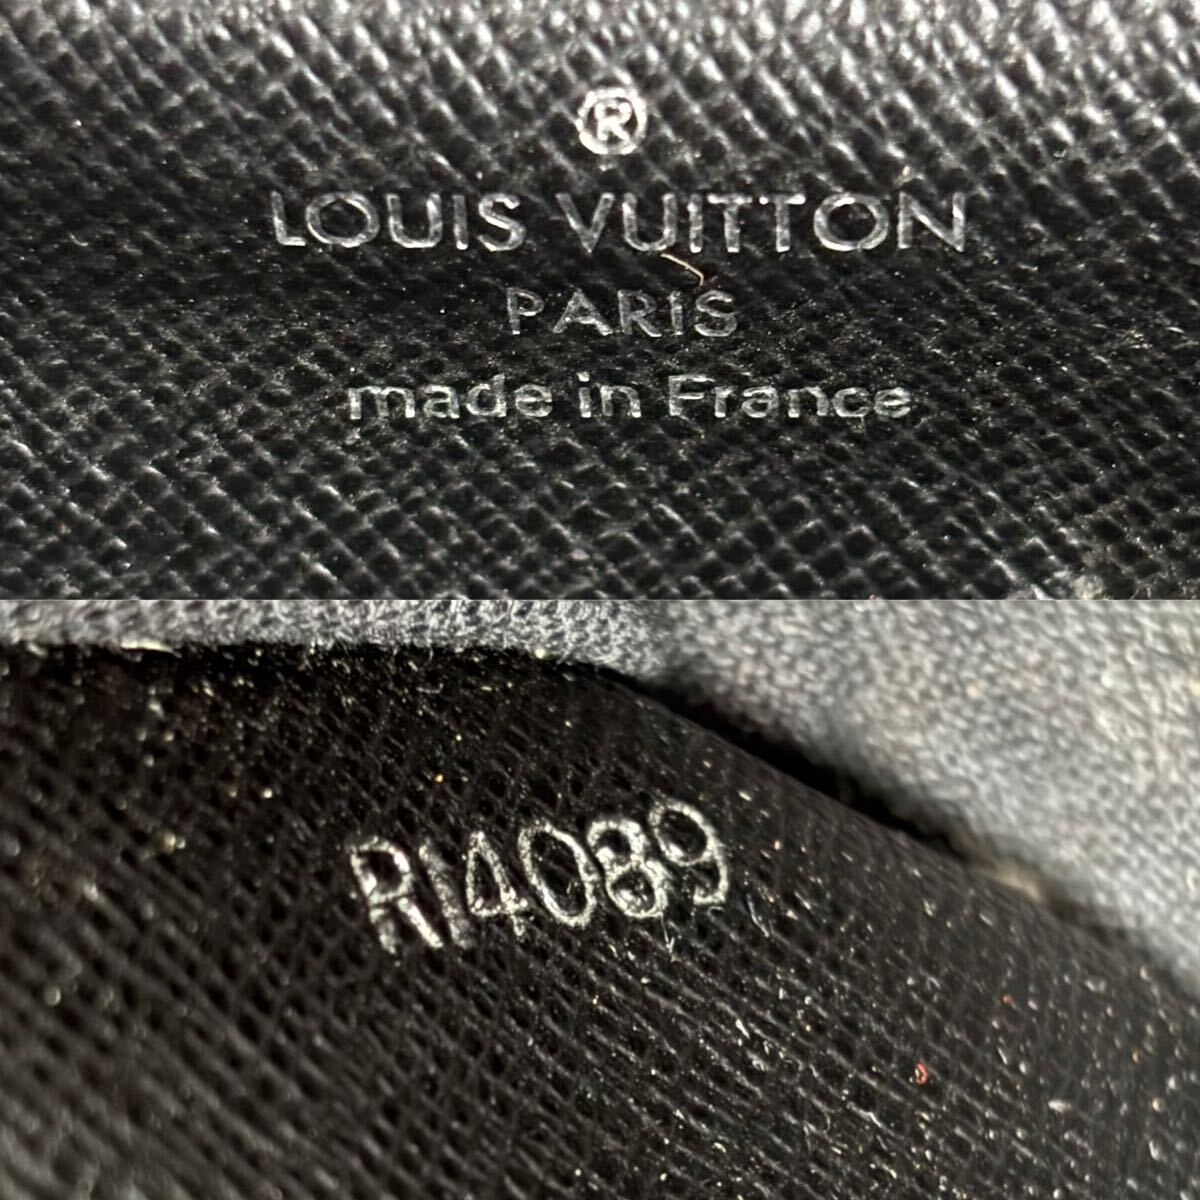 ®
LOUIS VUITTON
PARIS
made in France
RI4089